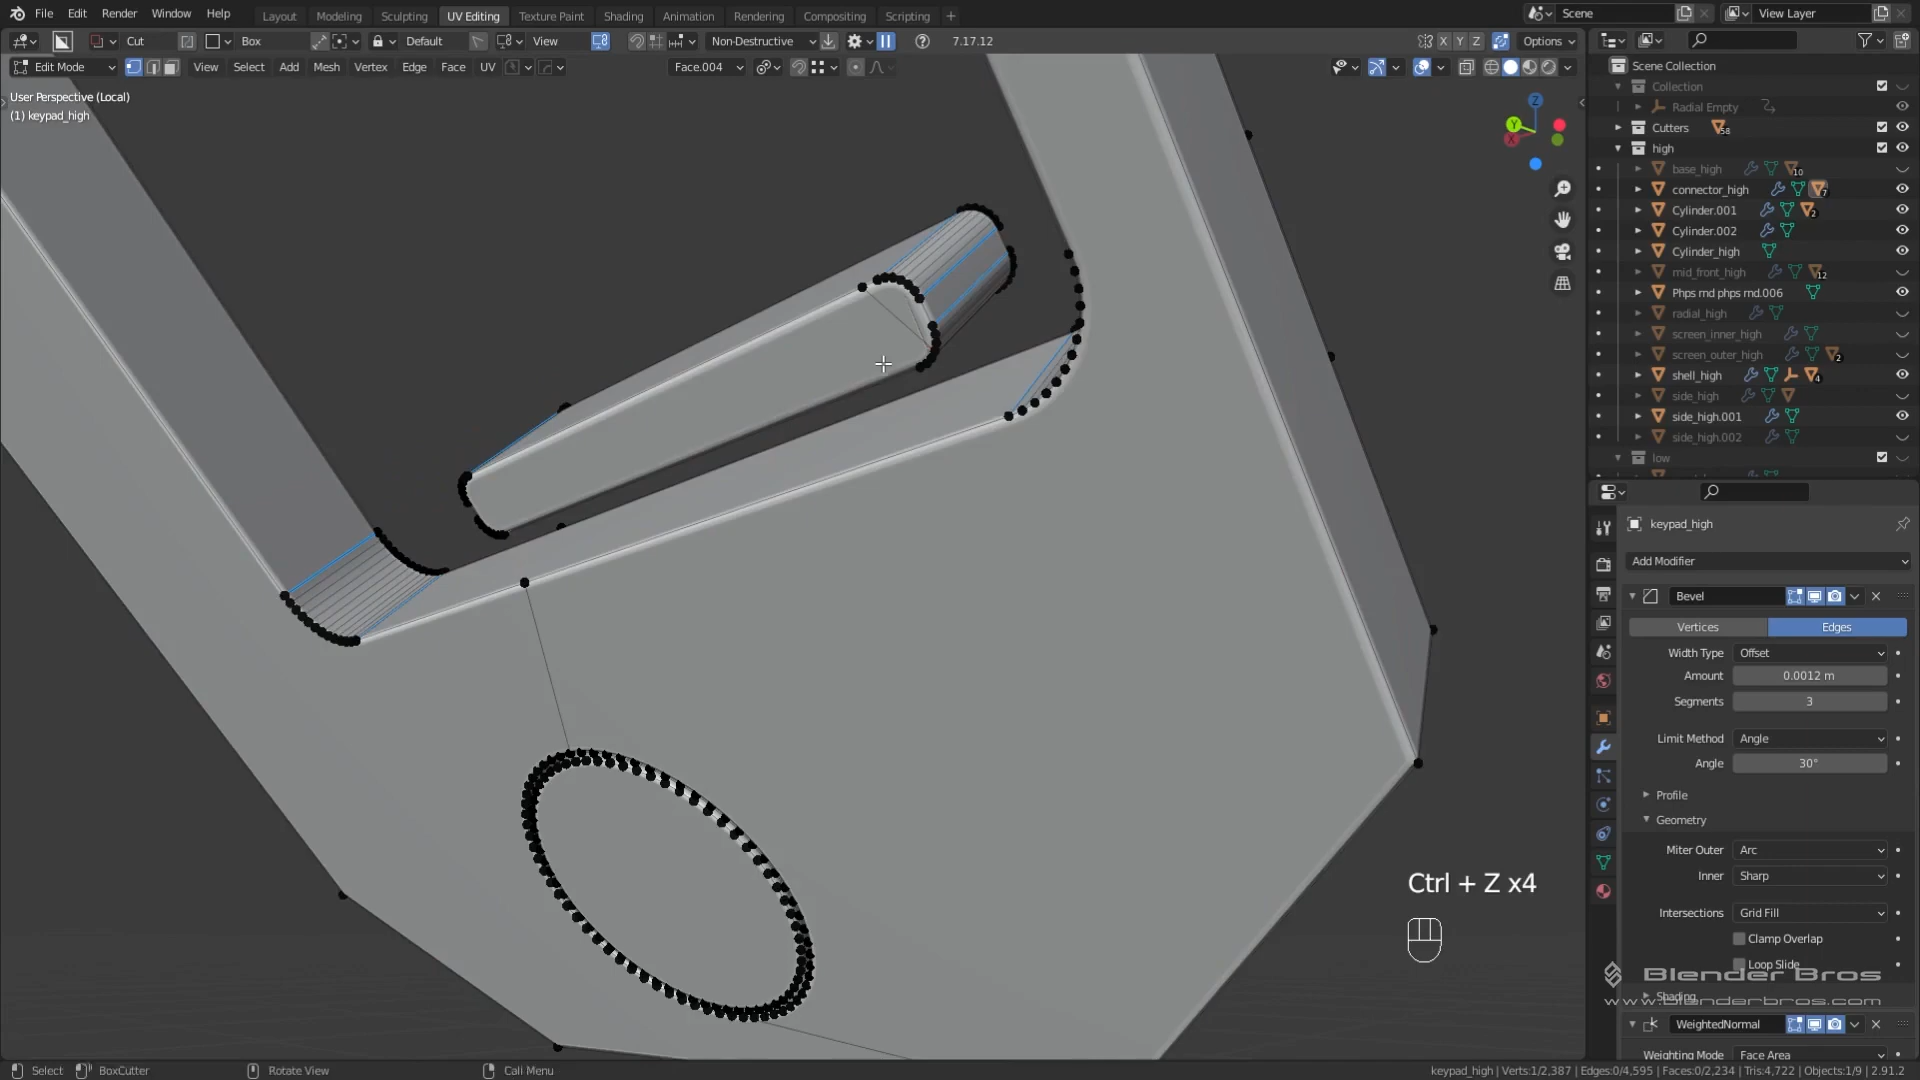 File Edit Render Window Help Layout Modeling Sculpting UV Editing Texture Paint Shading Animation Rendering Compositing Scripting + Scene View Layer
Cut Box Default View Non-Destructive 7.17.12 X Y Z Options
Edit Mode View Select Add Mesh Vertex Edge Face UV Face.004
User Perspective (Local)
(1) keypad_high
Z
Y
X
Scene Collection
Collection
Radial Empty
Cutters 58
high
base_high 10
connector_high 7
Cylinder.001 2
Cylinder.002
Cylinder_high
mid_front_high 12
Phps rnd phps rnd.006
radial_high
screen_inner_high
screen_outer_high 2
shell_high 4
side_high
side_high.001
side_high.002
low
keypad_high
Add Modifier
Bevel
Vertices Edges
Width Type Offset
Amount 0.0012 m
Segments 3
Limit Method Angle
Angle 30°
Profile
Geometry
Miter Outer Arc
Inner Sharp
Intersections Grid Fill
Clamp Overlap
Loop Slide
Shading
WeightedNormal
Weighting Mode Face Area
Ctrl + Z x4
Blender Bros
www.blenderbros.com
Select BoxCutter Rotate View Call Menu
keypad_high | Verts:1/2,387 | Edges:0/4,595 | Faces:0/2,234 | Tris:4,722 | Objects:1/9 | 2.91.2